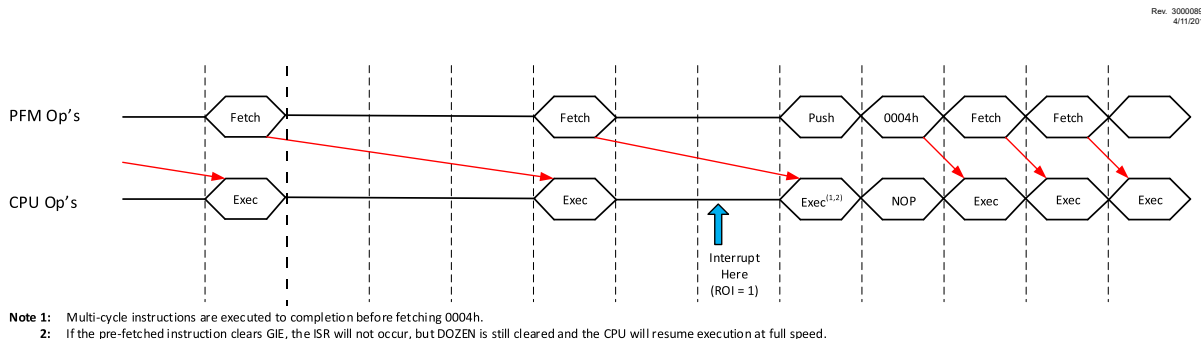 Rev. 3000089
4/11/201
PFM Op's
Fetch
Fetch
Push
0004h
Fetch
Fetch
CPU Op's
Exec
Exec
Exec(1,2)
NOP
Exec
Exec
Exec
Interrupt
Here
(ROI = 1)
Note 1: Multi-cycle instructions are executed to completion before fetching 0004h.
2: If the pre-fetched instruction clears GIE, the ISR will not occur, but DOZEN is still cleared and the CPU will resume execution at full speed.